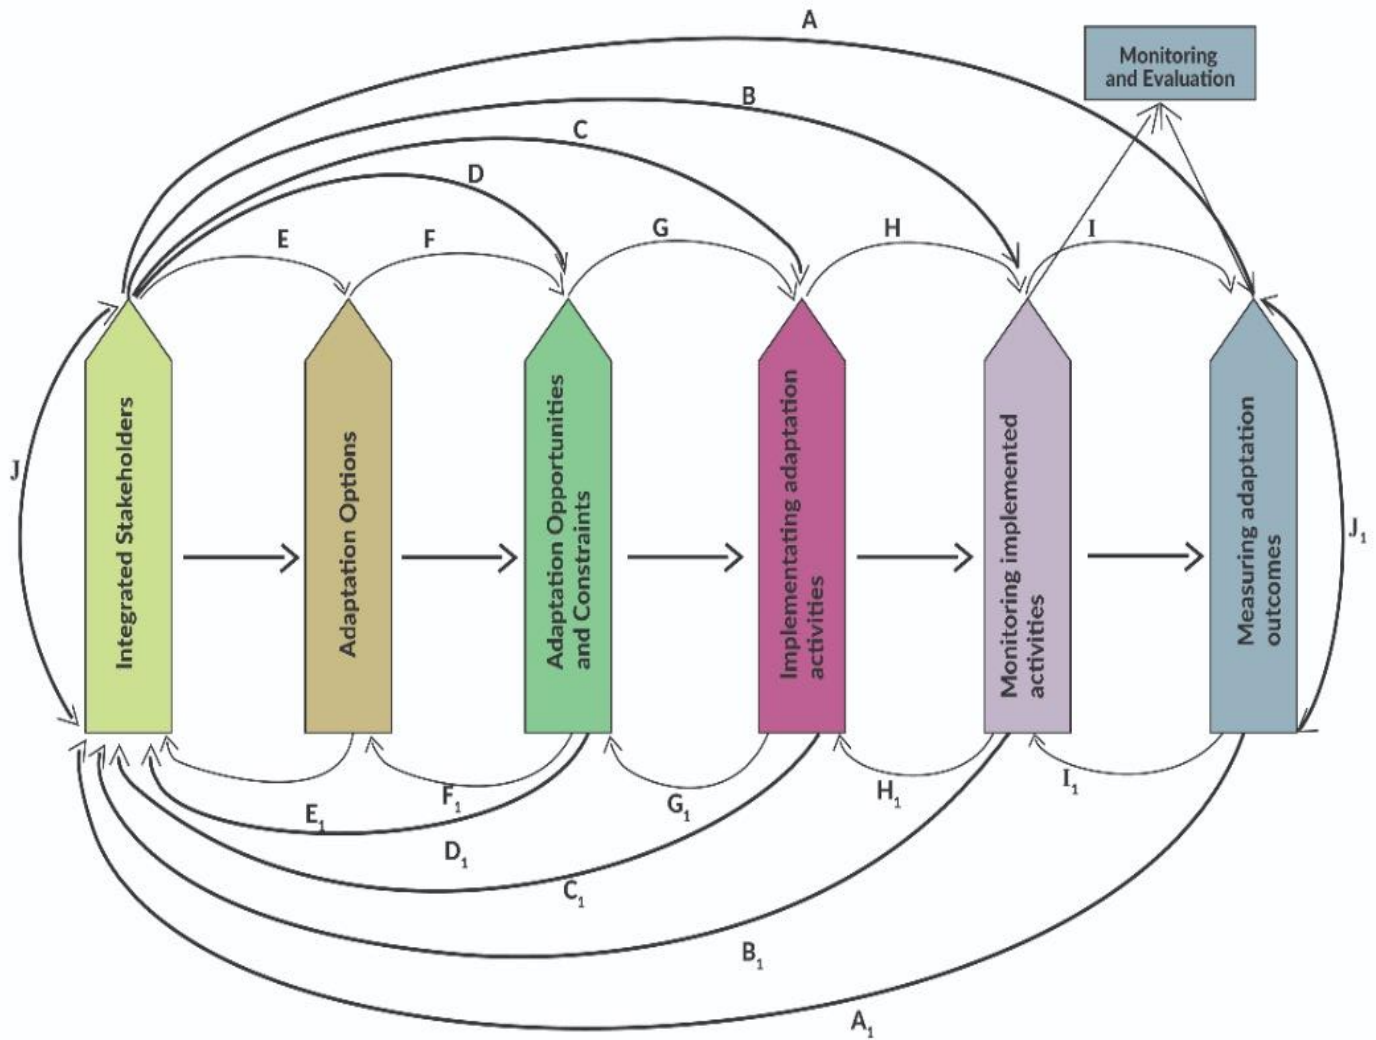 A
Monitoring
and Evaluation
B
C
D
E
F
G
H
I
J
Integrated Stakeholders
Adaptation Options
Adaptation Opportunities
and Constraints
Implementating adaptation
activities
Monitoring implemented
activities
Measuring adaptation
outcomes
J₁
E₁
F₁
G₁
H₁
I₁
D₁
C₁
B₁
A₁